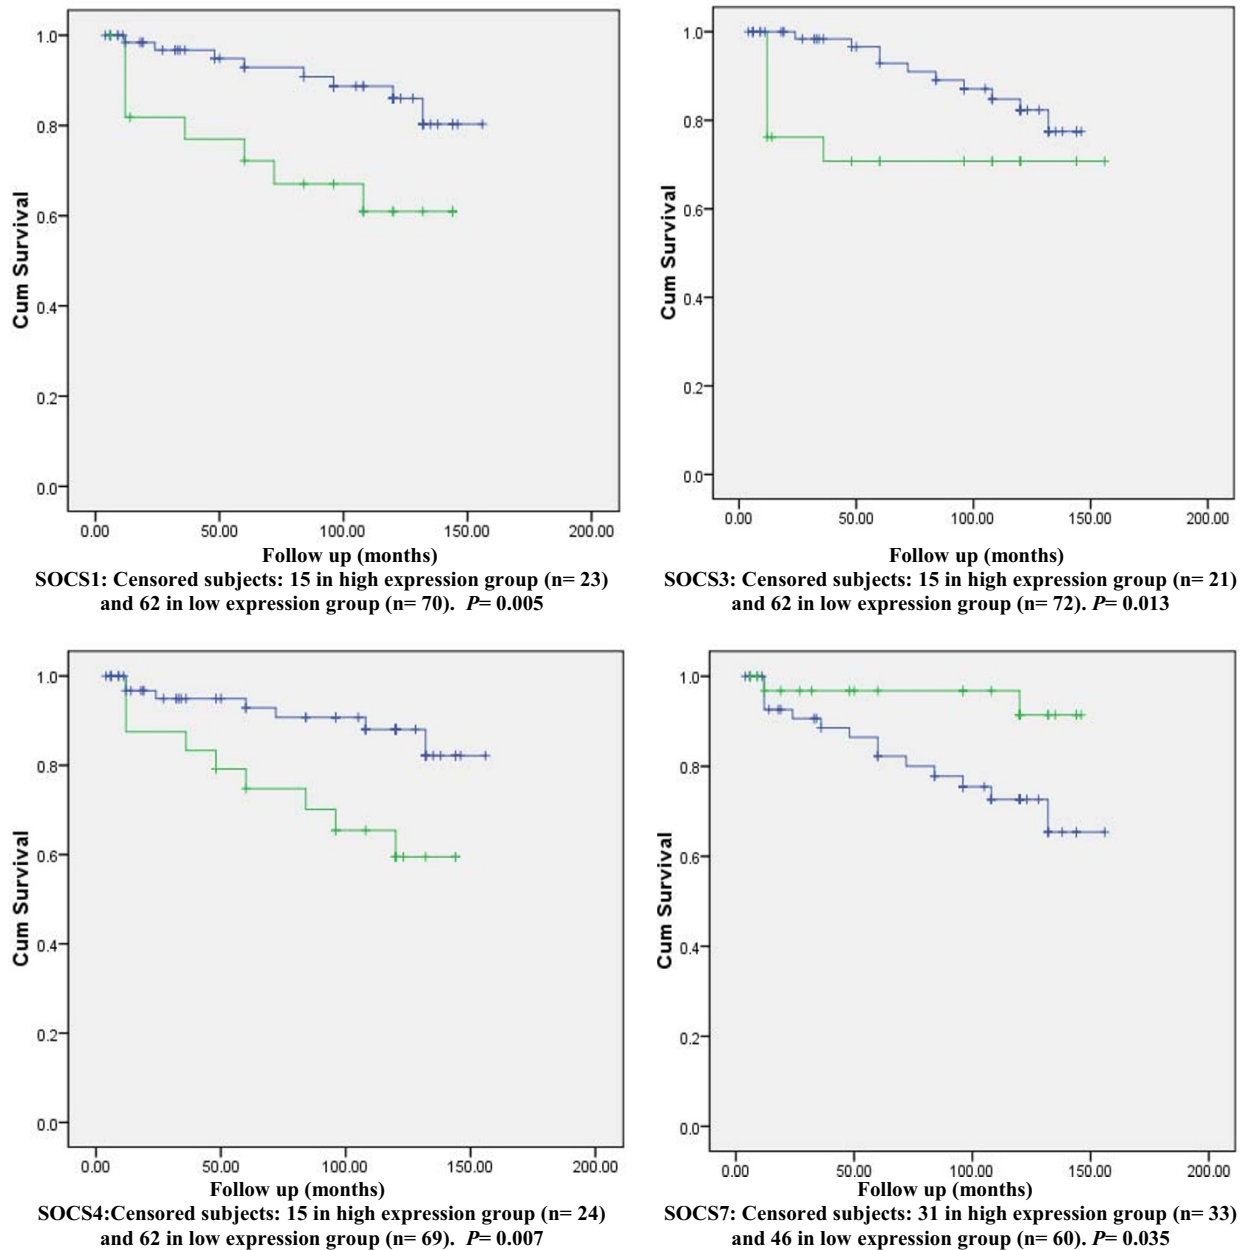 1.0
0.8
0.6
0.4
0.2
0.0
Cum Survival
0.00 50.00 100.00 150.00 200.00
Follow up (months)
SOCS1: Censored subjects: 15 in high expression group (n= 23)
and 62 in low expression group (n= 70). P= 0.005
1.0
0.8
0.6
0.4
0.2
0.0
Cum Survival
0.00 50.00 100.00 150.00 200.00
Follow up (months)
SOCS3: Censored subjects: 15 in high expression group (n= 21)
and 62 in low expression group (n= 72). P= 0.013
1.0
0.8
0.6
0.4
0.2
0.0
Cum Survival
0.00 50.00 100.00 150.00 200.00
Follow up (months)
SOCS4:Censored subjects: 15 in high expression group (n= 24)
and 62 in low expression group (n= 69). P= 0.007
1.0
0.8
0.6
0.4
0.2
0.0
Cum Survival
0.00 50.00 100.00 150.00 200.00
Follow up (months)
SOCS7: Censored subjects: 31 in high expression group (n= 33)
and 46 in low expression group (n= 60). P= 0.035